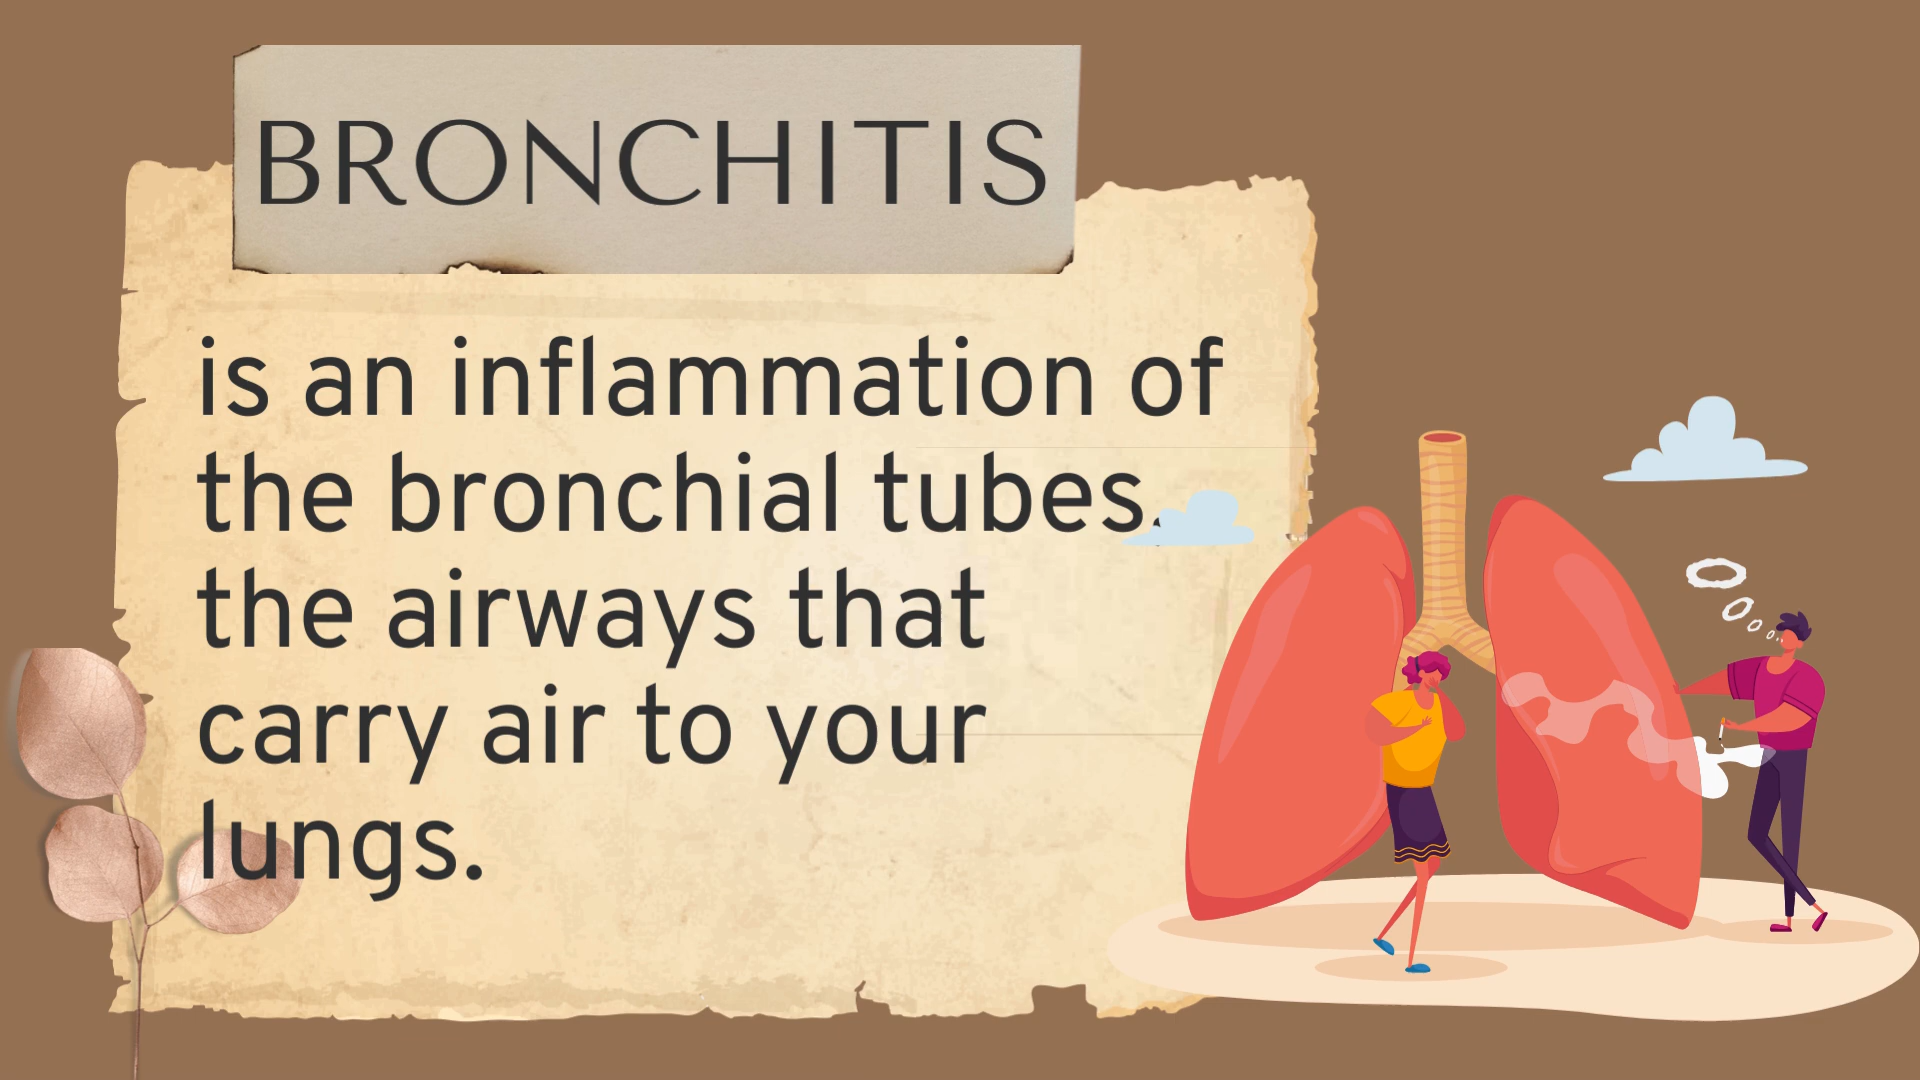 BRONCHITIS
is an inflammation of
the bronchial tubes,
the airways that
carry air to your
lungs.